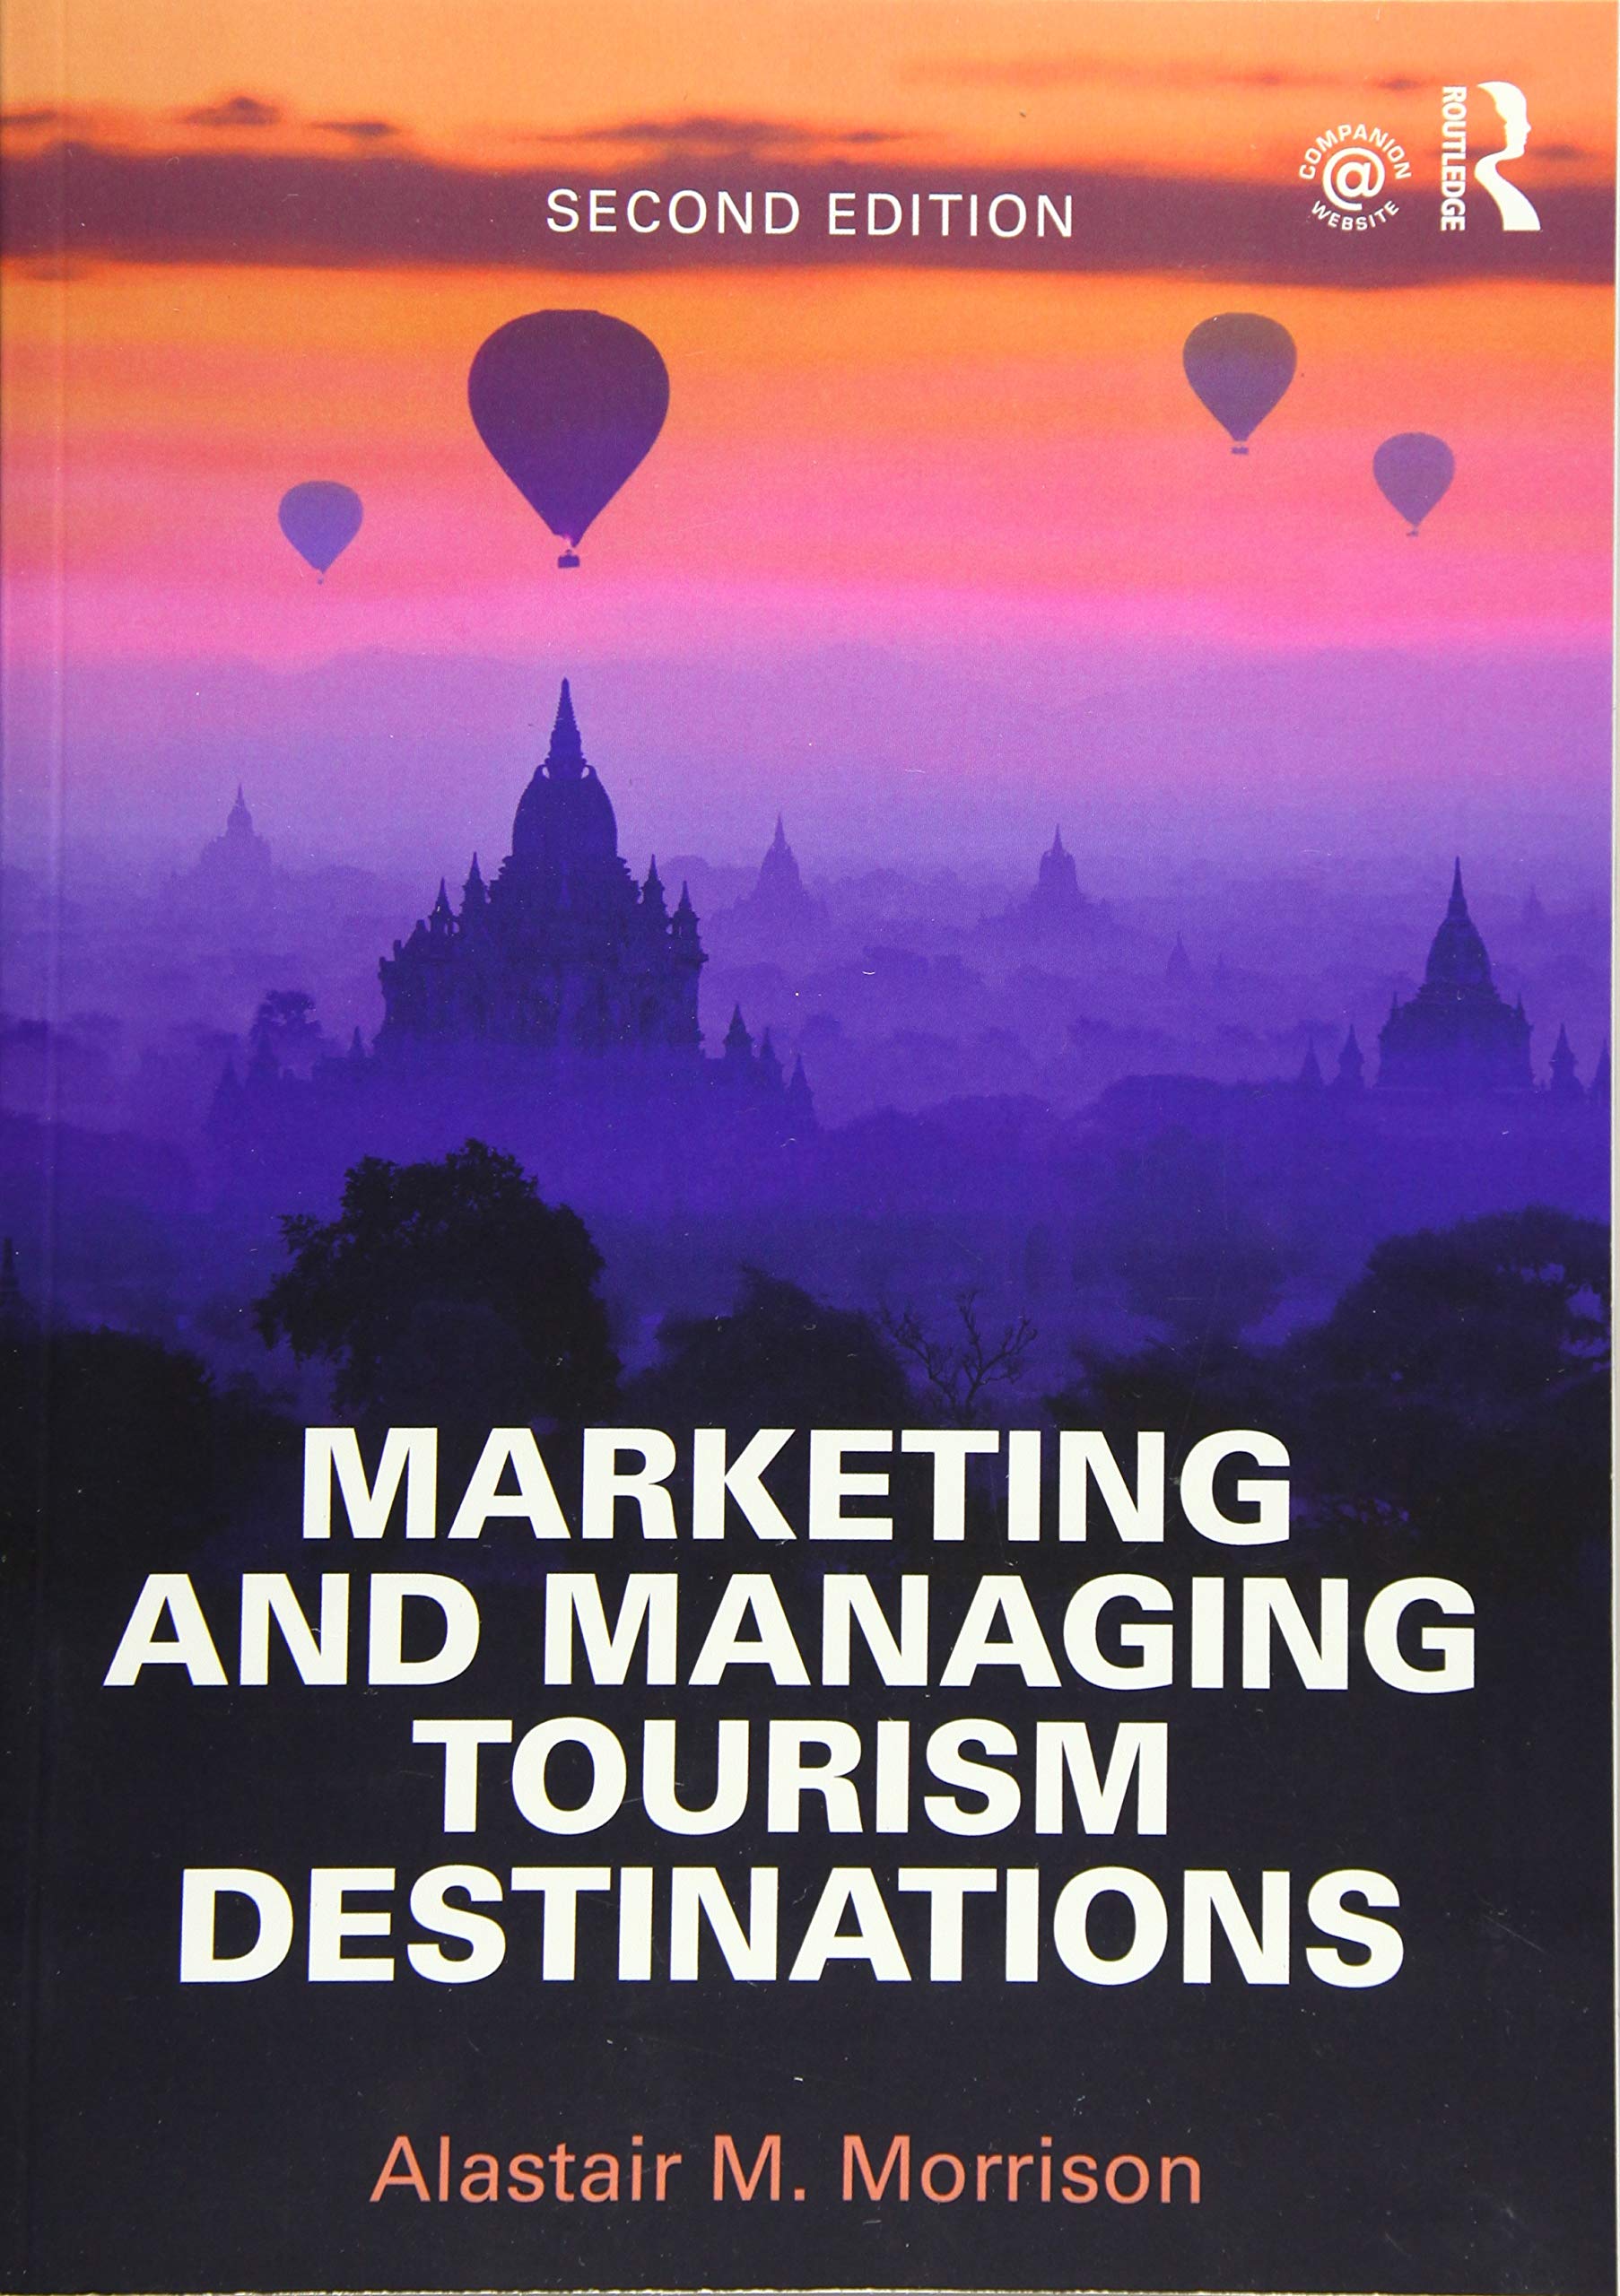 SECOND EDITION
COMPANION
@
WEBSITE
ROUTLEDGE
MARKETING
AND MANAGING
TOURISM
DESTINATIONS
Alastair M. Morrison